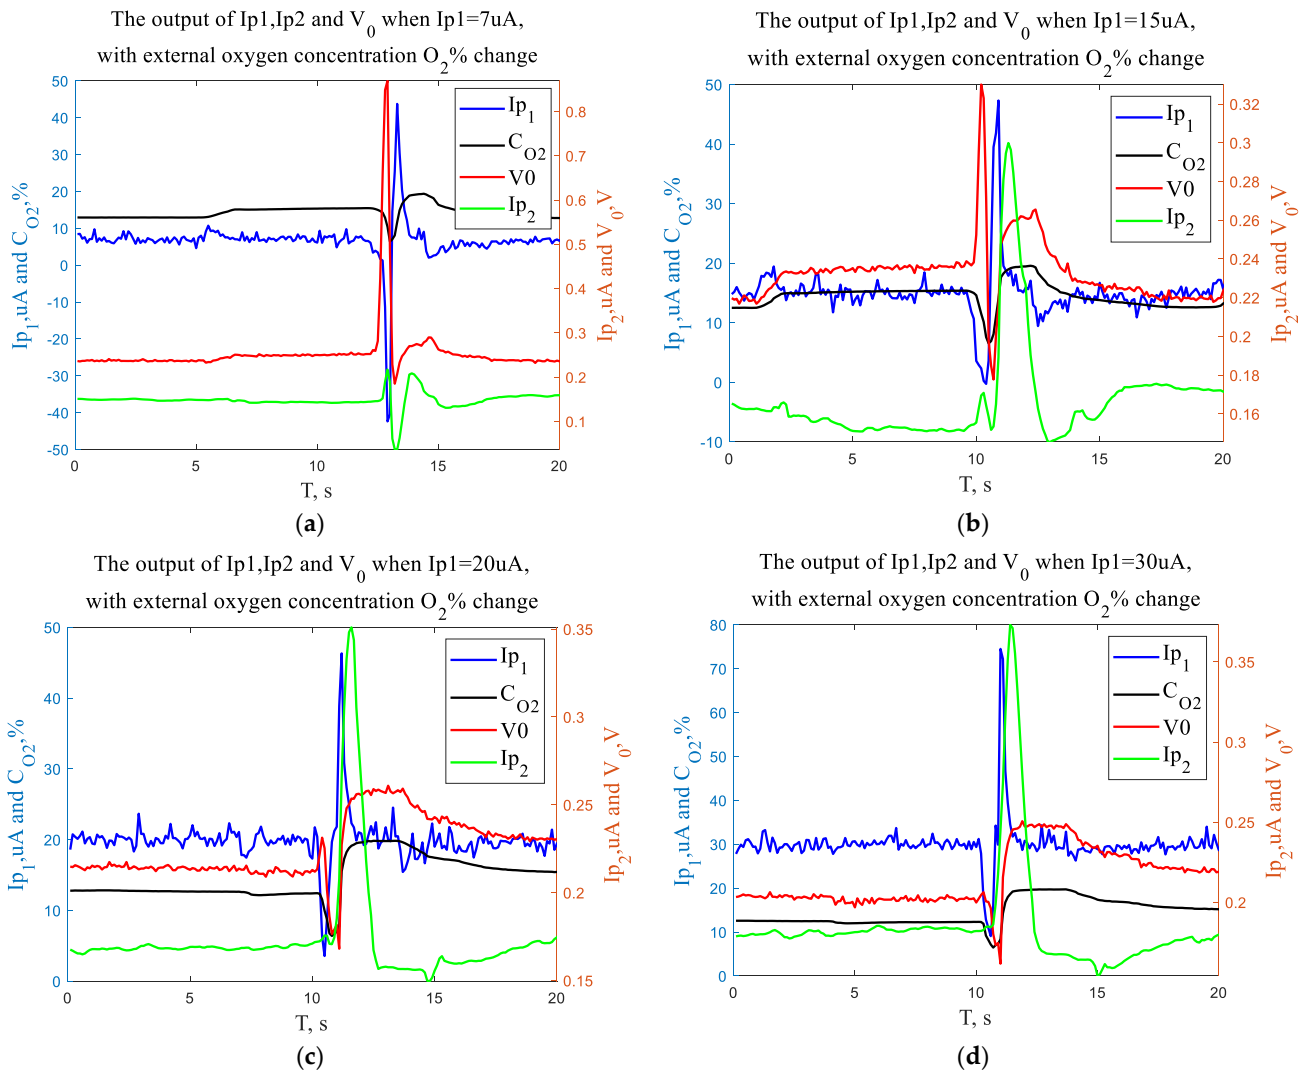 The output of Ip1,Ip2 and V0 when Ip1=7uA,
with external oxygen concentration O2% change
50
40
30
20
10
0
-10
-20
-30
-40
-50
0.8
0.7
0.6
0.5
0.4
0.3
0.2
0.1
0
5
10
15
20
Ip1,uA and CO2,%
Ip2,uA and V0,V
T, s
Ip1
CO2
V0
Ip2
(a)
The output of Ip1,Ip2 and V0 when Ip1=15uA,
with external oxygen concentration O2% change
50
40
30
20
10
0
-10
0.32
0.3
0.28
0.26
0.24
0.22
0.2
0.18
0.16
0
5
10
15
20
Ip1,uA and CO2,%
Ip2,uA and V0,V
T, s
Ip1
CO2
V0
Ip2
(b)
The output of Ip1,Ip2 and V0 when Ip1=20uA,
with external oxygen concentration O2% change
50
40
30
20
10
0
0.35
0.3
0.25
0.2
0.15
0
5
10
15
20
Ip1,uA and CO2,%
Ip2,uA and V0,V
T, s
Ip1
CO2
V0
Ip2
(c)
The output of Ip1,Ip2 and V0 when Ip1=30uA,
with external oxygen concentration O2% change
80
70
60
50
40
30
20
10
0
0.35
0.3
0.25
0.2
0
5
10
15
20
Ip1,uA and CO2,%
Ip2,uA and V0,V
T, s
Ip1
CO2
V0
Ip2
(d)